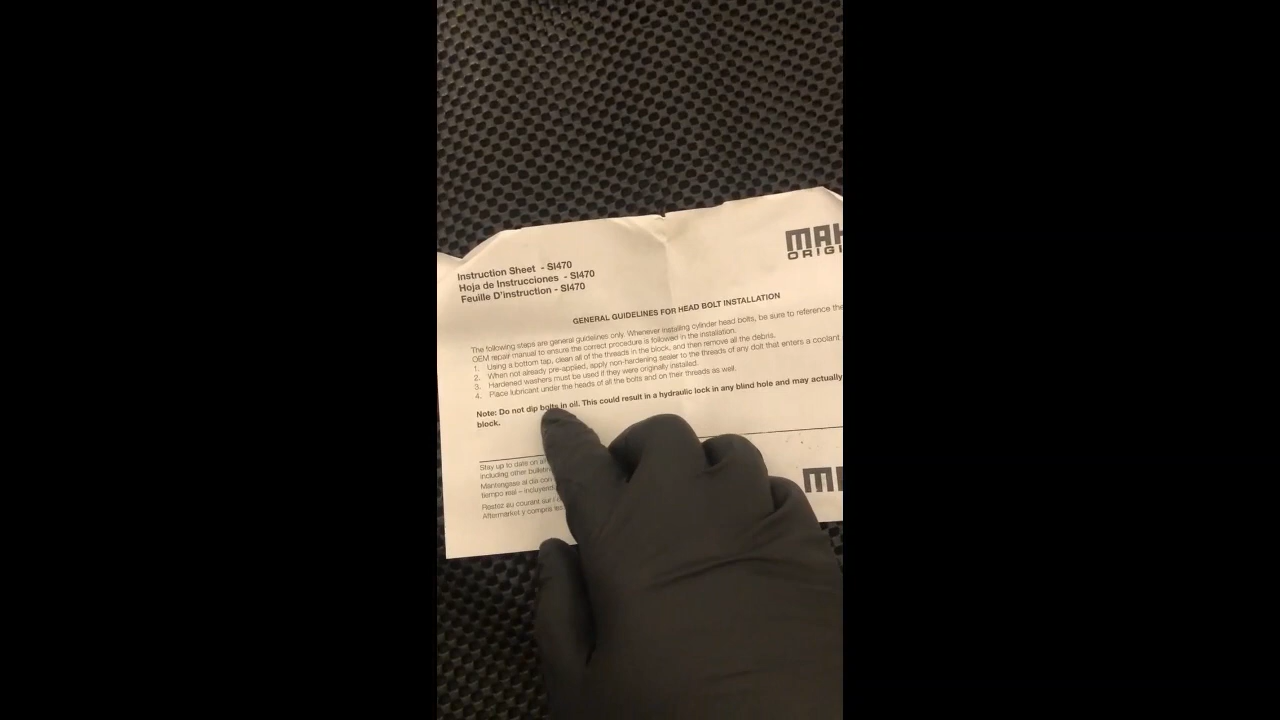 Instruction Sheet - SI470
Hoja de Instrucciones - SI470
Feuille D'instruction - SI470
MAH
ORIGI
GENERAL GUIDELINES FOR HEAD BOLT INSTALLATION
The following steps are general guidelines only. Whenever installing cylinder head bolts, be sure to reference the
OEM repair manual to ensure the correct procedure is followed in the installation.
1. Using a bottom tap, clean all of the threads in the block, and then remove all the debris.
2. When not already pre-applied, apply non-hardening sealer to the threads of any bolt that enters a coolant
3. Hardened washers must be used if they were originally installed.
4. Place lubricant under the heads of all the bolts and on their threads as well.
Note: Do not dip bolts in oil. This could result in a hydraulic lock in any blind hole and may actually
block.
Stay up to date on al
including other bulletin
Manténgase al día con
tiempo real – incluyend
Restez au courant sur l
Aftermarket y compris les
MA